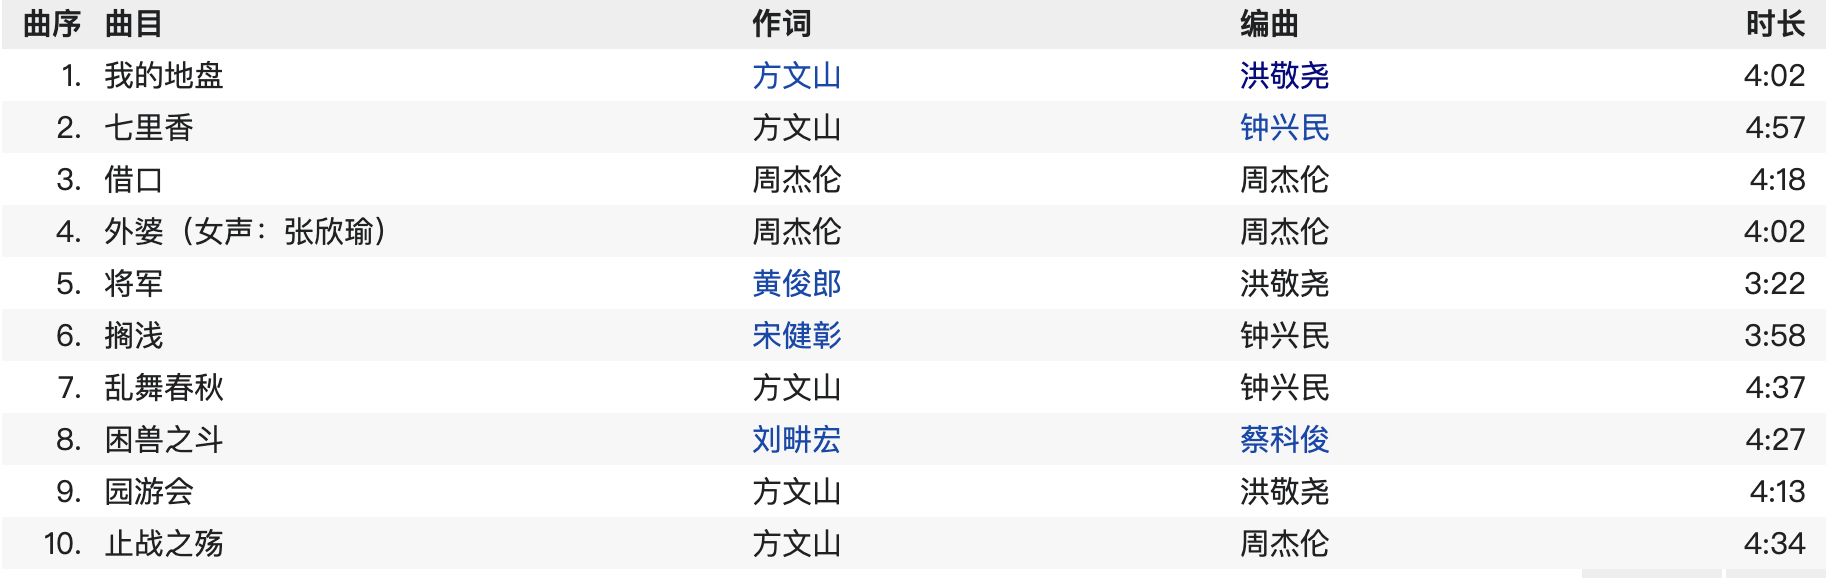 曲序 曲目 作词 编曲 时长
1. 我的地盘 方文山 洪敬尧 4:02
2. 七里香 方文山 钟兴民 4:57
3. 借口 周杰伦 周杰伦 4:18
4. 外婆（女声：张欣瑜） 周杰伦 周杰伦 4:02
5. 将军 黄俊郎 洪敬尧 3:22
6. 搁浅 宋健彰 钟兴民 3:58
7. 乱舞春秋 方文山 钟兴民 4:37
8. 困兽之斗 刘畊宏 蔡科俊 4:27
9. 园游会 方文山 洪敬尧 4:13
10. 止战之殇 方文山 周杰伦 4:34